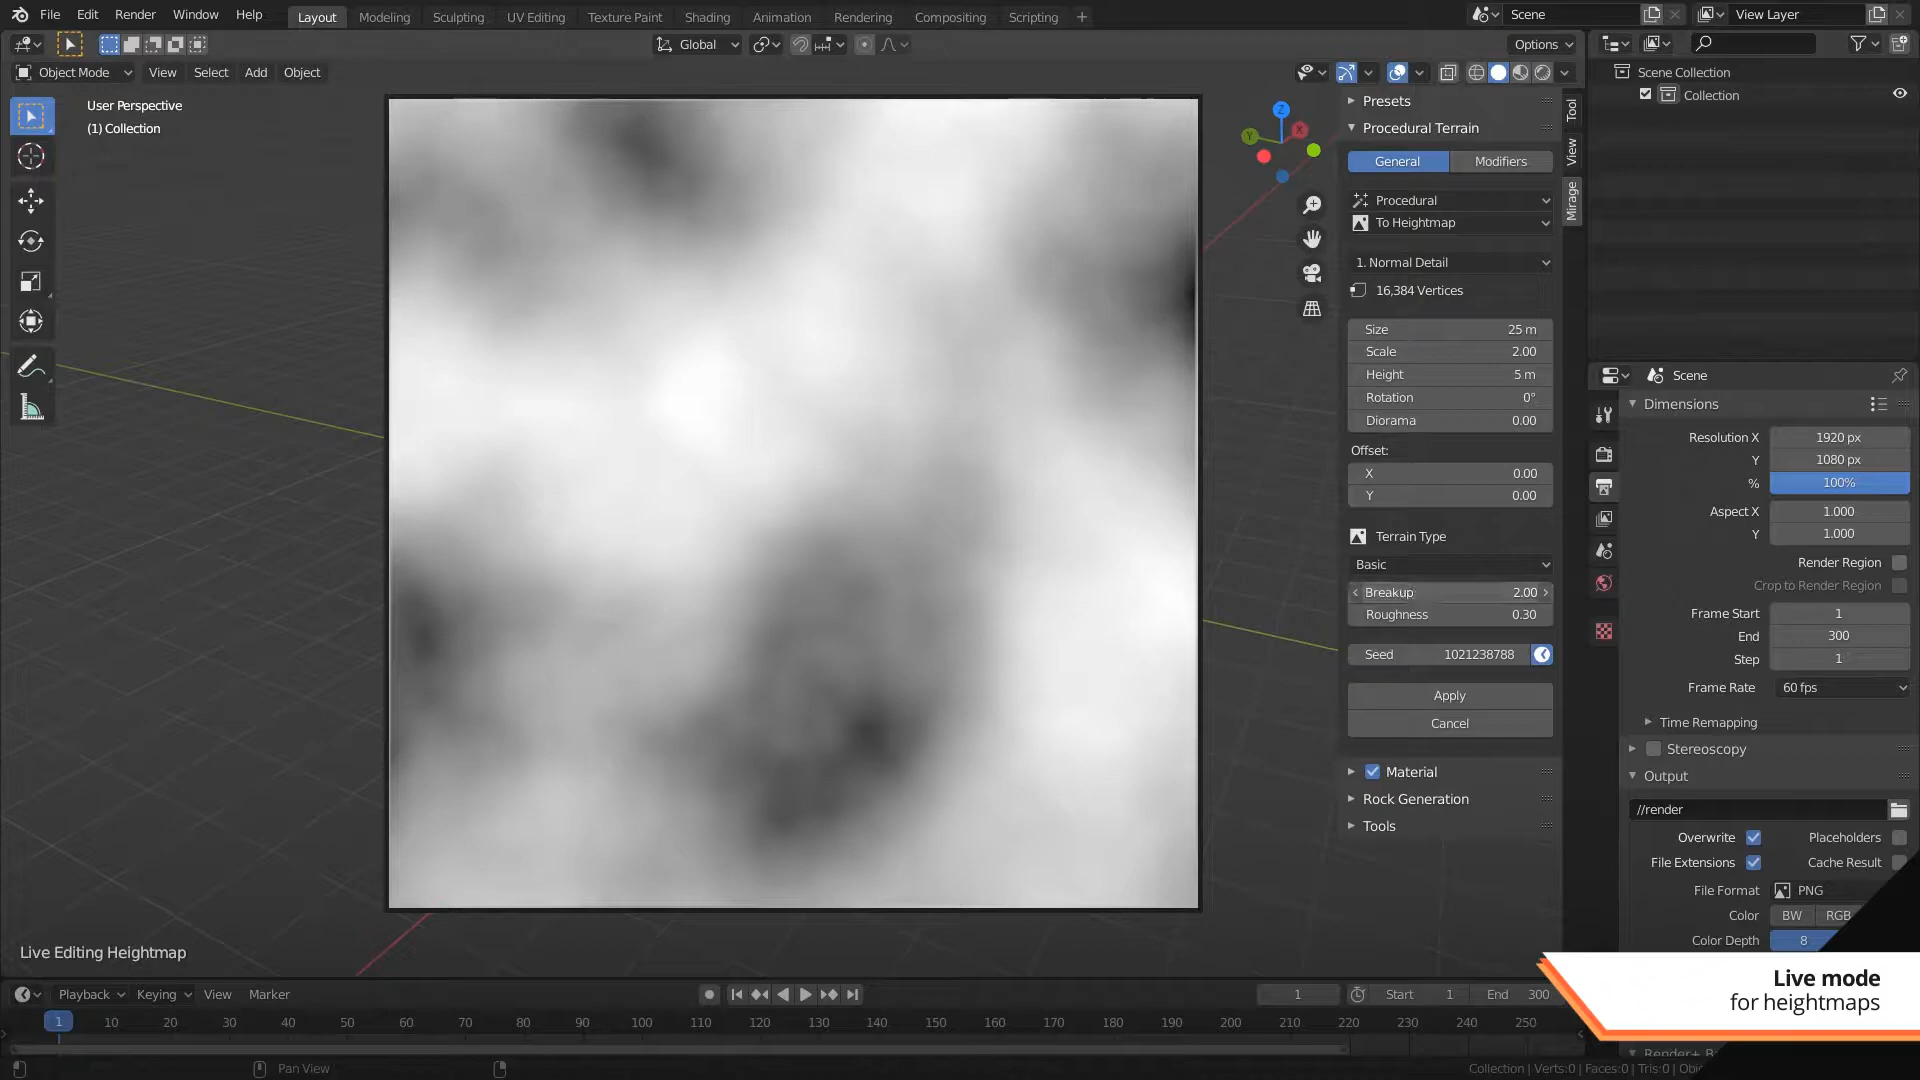 File Edit Render Window Help
Layout Modeling Sculpting UV Editing Texture Paint Shading Animation Rendering Compositing Scripting +
Scene
View Layer
Global
Options
Object Mode View Select Add Object
User Perspective
(1) Collection
Live Editing Heightmap
Z
Y
X
Presets
Procedural Terrain
General Modifiers
Procedural
To Heightmap
1. Normal Detail
16,384 Vertices
Size 25 m
Scale 2.00
Height 5 m
Rotation 0°
Diorama 0.00
Offset:
X 0.00
Y 0.00
Terrain Type
Basic
Breakup 2.00
Roughness 0.30
Seed 1021238788
Apply
Cancel
Material
Rock Generation
Tools
Tool
View
Mirage
Scene Collection
Collection
Scene
Dimensions
Resolution X 1920 px
Y 1080 px
% 100%
Aspect X 1.000
Y 1.000
Render Region
Crop to Render Region
Frame Start 1
End 300
Step 1
Frame Rate 60 fps
Time Remapping
Stereoscopy
Output
//render
Overwrite Placeholders
File Extensions Cache Result
File Format PNG
Color BW RGB
Color Depth 8
Live mode
for heightmaps
Playback Keying View Marker
1 Start 1 End 300
1 10 20 30 40 50 60 70 80 90 100 110 120 130 140 150 160 170 180 190 200 210 220 230 240 250
Pan View
Collection | Verts:0 | Faces:0 | Tris:0 |